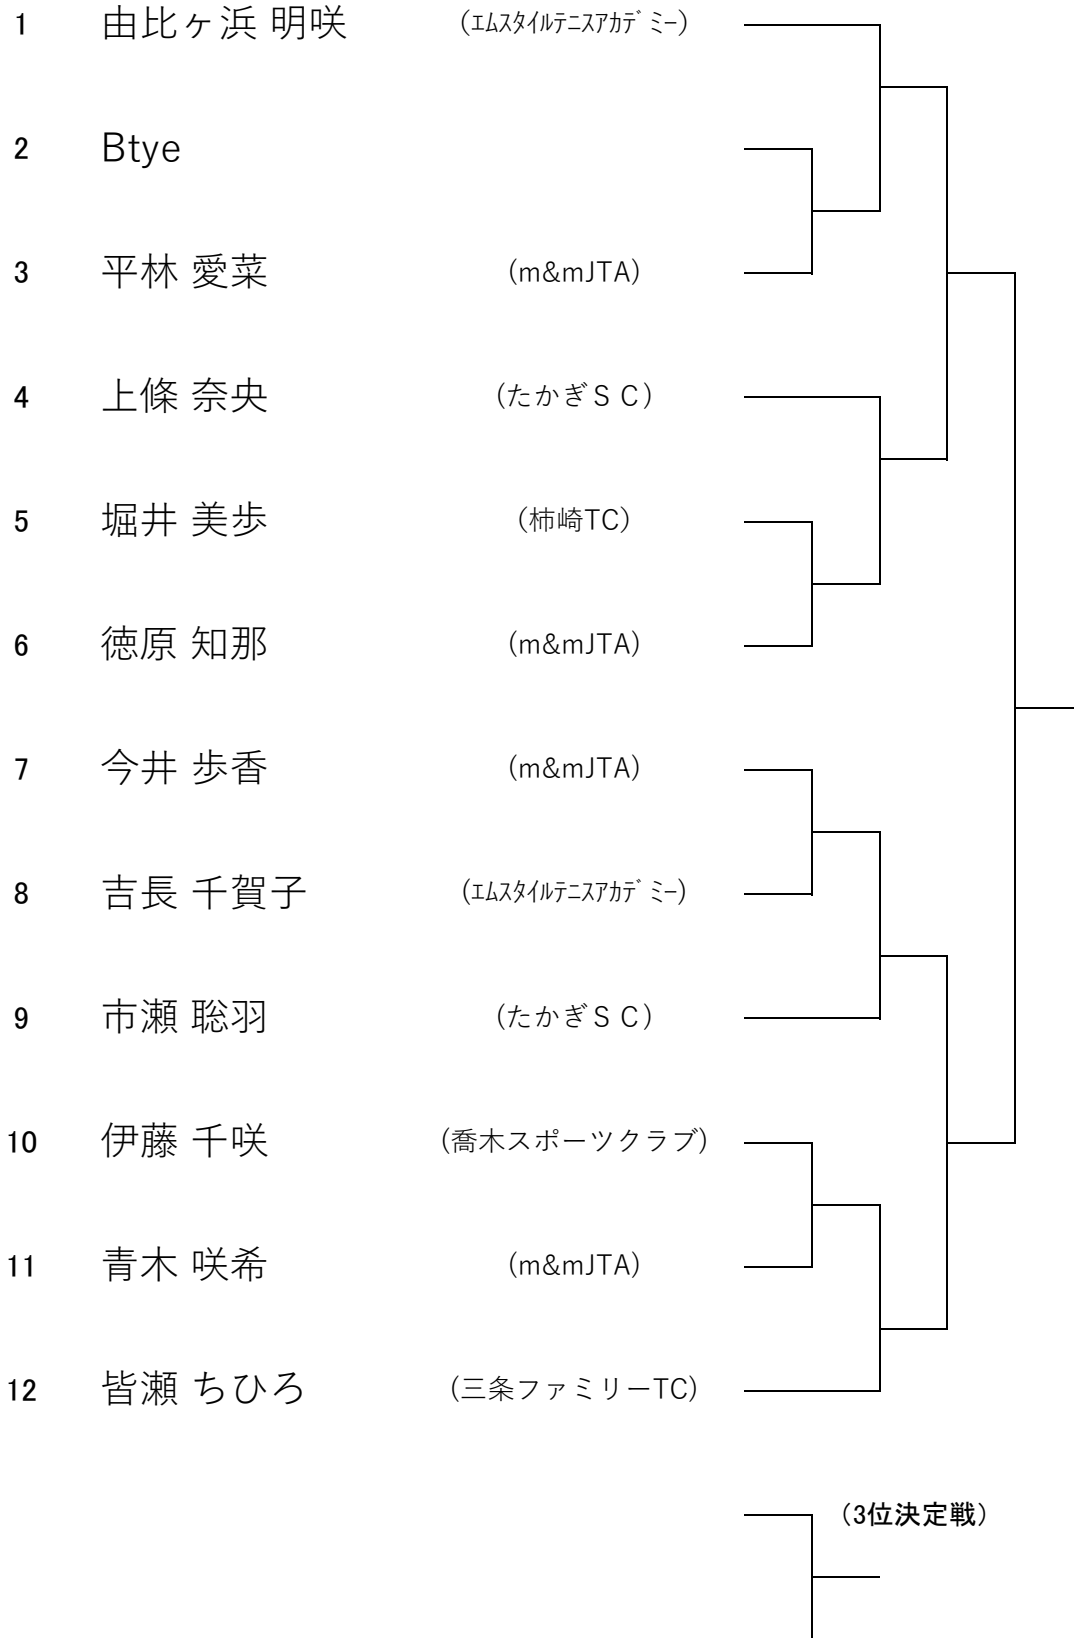 1 由比ヶ浜 明咲 (ｴﾑｽﾀｲﾙﾃﾆｽｱｶﾃﾞﾐｰ)
2 Btye
3 平林 愛菜 (m&mJTA)
4 上條 奈央 (たかぎＳＣ)
5 堀井 美歩 (柿崎TC)
6 徳原 知那 (m&mJTA)
7 今井 歩香 (m&mJTA)
8 吉長 千賀子 (ｴﾑｽﾀｲﾙﾃﾆｽｱｶﾃﾞﾐｰ)
9 市瀬 聡羽 (たかぎＳＣ)
10 伊藤 千咲 (喬木スポーツクラブ)
11 青木 咲希 (m&mJTA)
12 皆瀬 ちひろ (三条ファミリーTC)
（3位決定戦）